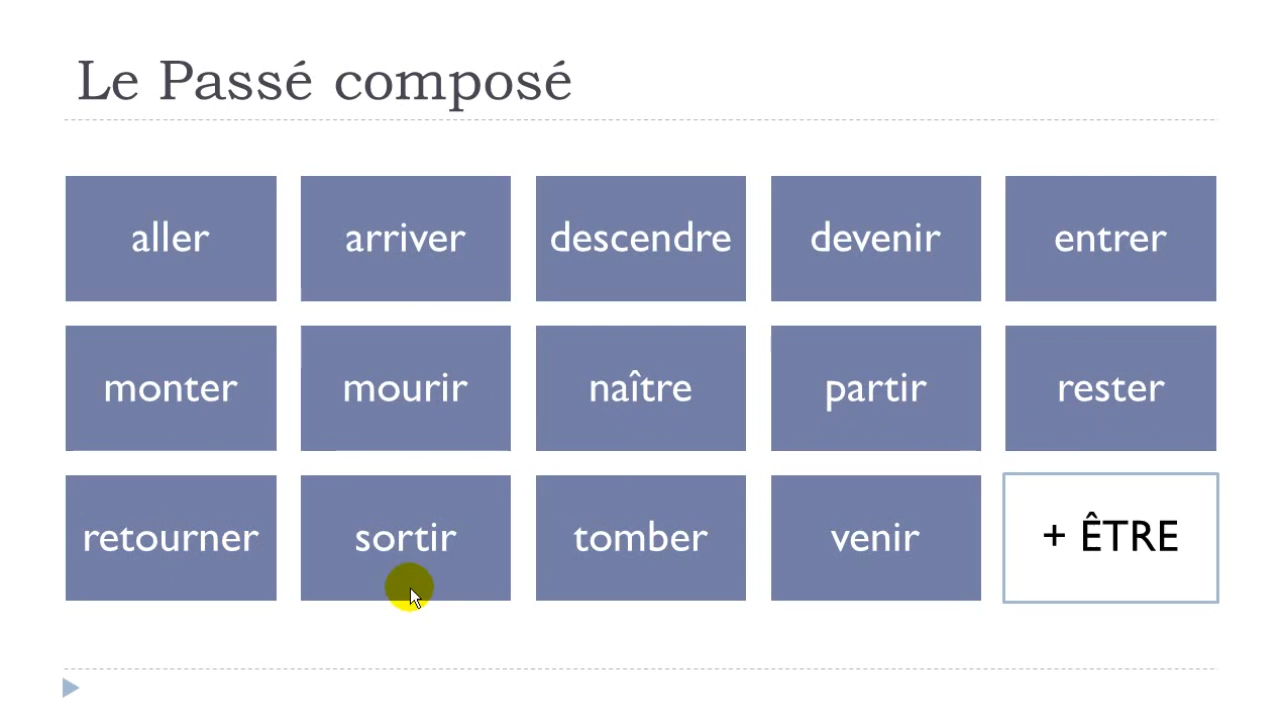 Le Passé composé
aller
arriver
descendre
devenir
entrer
monter
mourir
naître
partir
rester
retourner
sortir
tomber
venir
+ ÊTRE